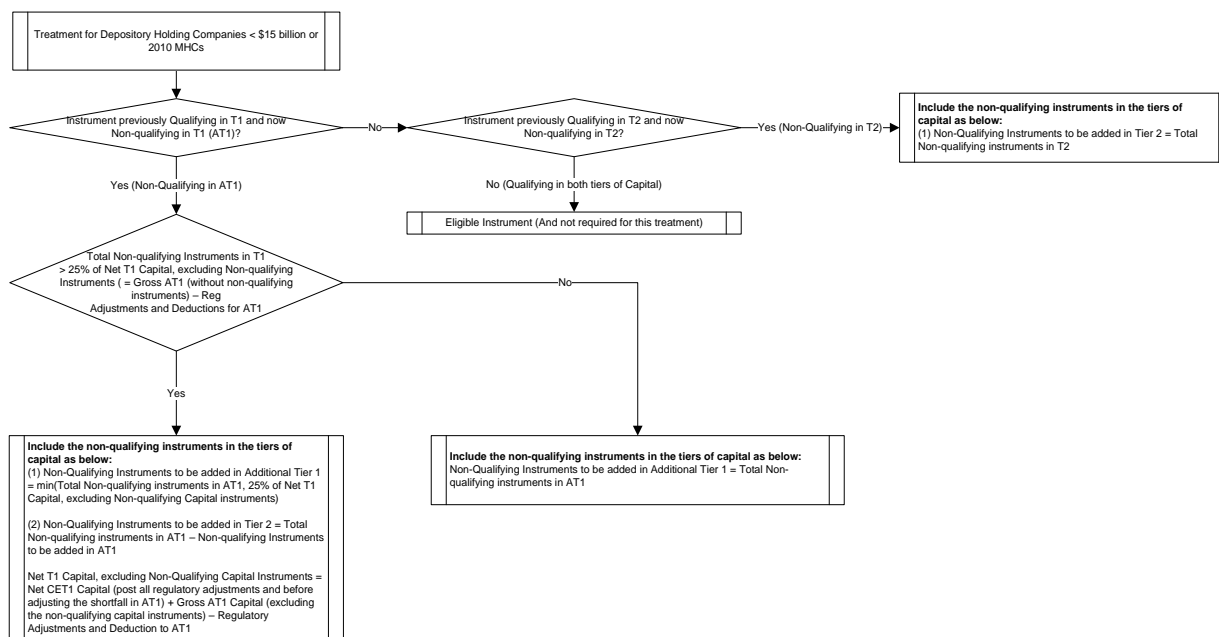 Treatment for Depository Holding Companies < $15 billion or
2010 MHCs
Instrument previously Qualifying in T1 and now
Non-qualifying in T1 (AT1)?
No
Instrument previously Qualifying in T2 and now
Non-qualifying in T2?
Yes (Non-Qualifying in T2)
Include the non-qualifying instruments in the tiers of
capital as below:
(1) Non-Qualifying Instruments to be added in Tier 2 = Total
Non-qualifying instruments in T2
Yes (Non-Qualifying in AT1)
No (Qualifying in both tiers of Capital)
Eligible Instrument (And not required for this treatment)
Total Non-qualifying Instruments in T1
> 25% of Net T1 Capital, excluding Non-qualifying
Instruments ( = Gross AT1 (without non-qualifying
instruments) – Reg
Adjustments and Deductions for AT1
No
Yes
Include the non-qualifying instruments in the tiers of
capital as below:
(1) Non-Qualifying Instruments to be added in Additional Tier 1
= min(Total Non-qualifying instruments in AT1, 25% of Net T1
Capital, excluding Non-qualifying Capital instruments)
(2) Non-Qualifying Instruments to be added in Tier 2 = Total
Non-qualifying instruments in AT1 – Non-qualifying Instruments
to be added in AT1
Net T1 Capital, excluding Non-Qualifying Capital Instruments =
Net CET1 Capital (post all regulatory adjustments and before
adjusting the shortfall in AT1) + Gross AT1 Capital (excluding
the non-qualifying capital instruments) – Regulatory
Adjustments and Deduction to AT1
Include the non-qualifying instruments in the tiers of capital as below:
Non-Qualifying Instruments to be added in Additional Tier 1 = Total Non-
qualifying instruments in AT1